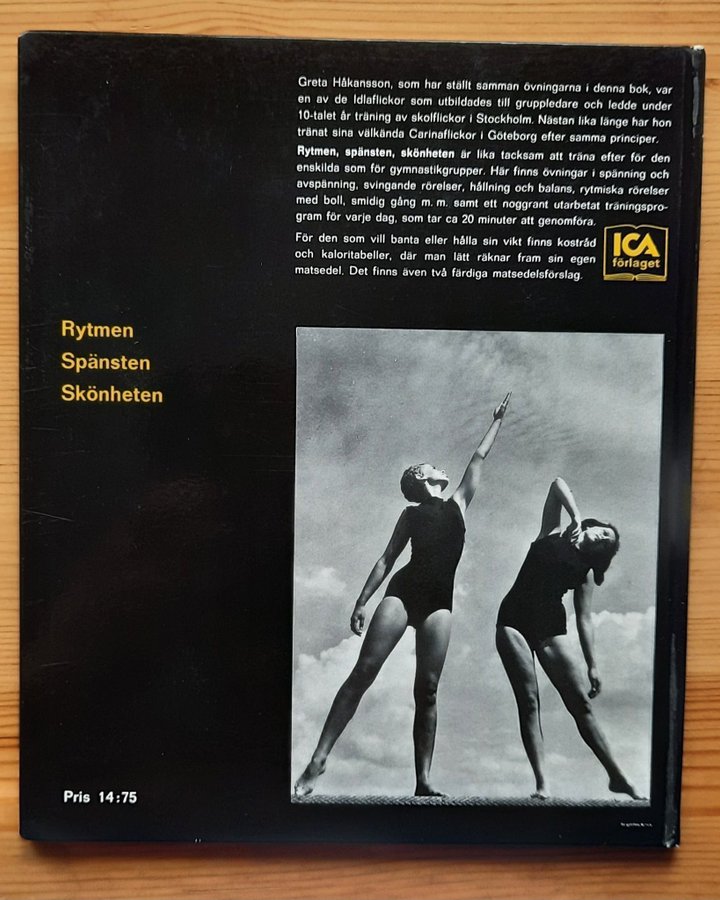 Greta Håkansson, som har ställt samman övningarna i denna bok, var
en av de Idlaflickor som utbildades till gruppledare och ledde under
10-talet år träning av skolflickor i Stockholm. Nästan lika länge har hon
tränat sina välkända Carinaflickor i Göteborg efter samma principer.
Rytmen, spänsten, skönheten är lika tacksam att träna efter för den
enskilda som för gymnastikgrupper. Här finns övningar i spänning och
avspänning, svingande rörelser, hållning och balans, rytmiska rörelser
med boll, smidig gång m. m. samt ett noggrant utarbetat träningspro-
gram för varje dag, som tar ca 20 minuter att genomföra.
För den som vill banta eller hålla sin vikt finns kostråd
och kaloritabeller, där man lätt räknar fram sin egen
matsedel. Det finns även två färdiga matsedelsförslag.
ICA
förlaget
Rytmen
Spänsten
Skönheten
Pris 14:75